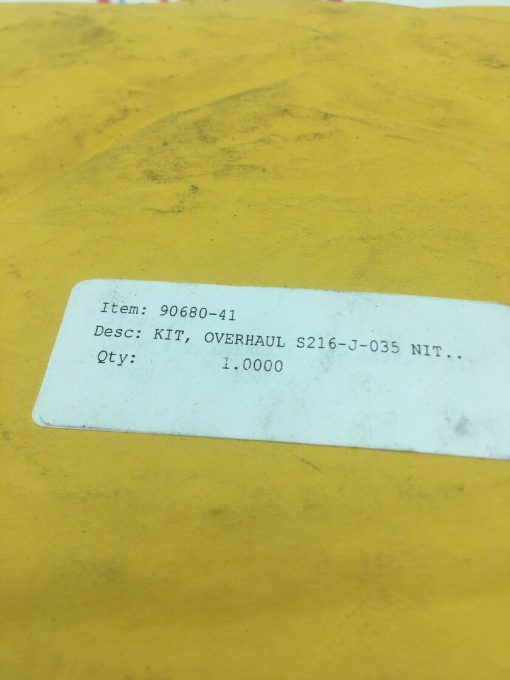 Item: 90680-41
Desc: KIT, OVERHAUL S216-J-035 NIT..
Qty: 1.0000